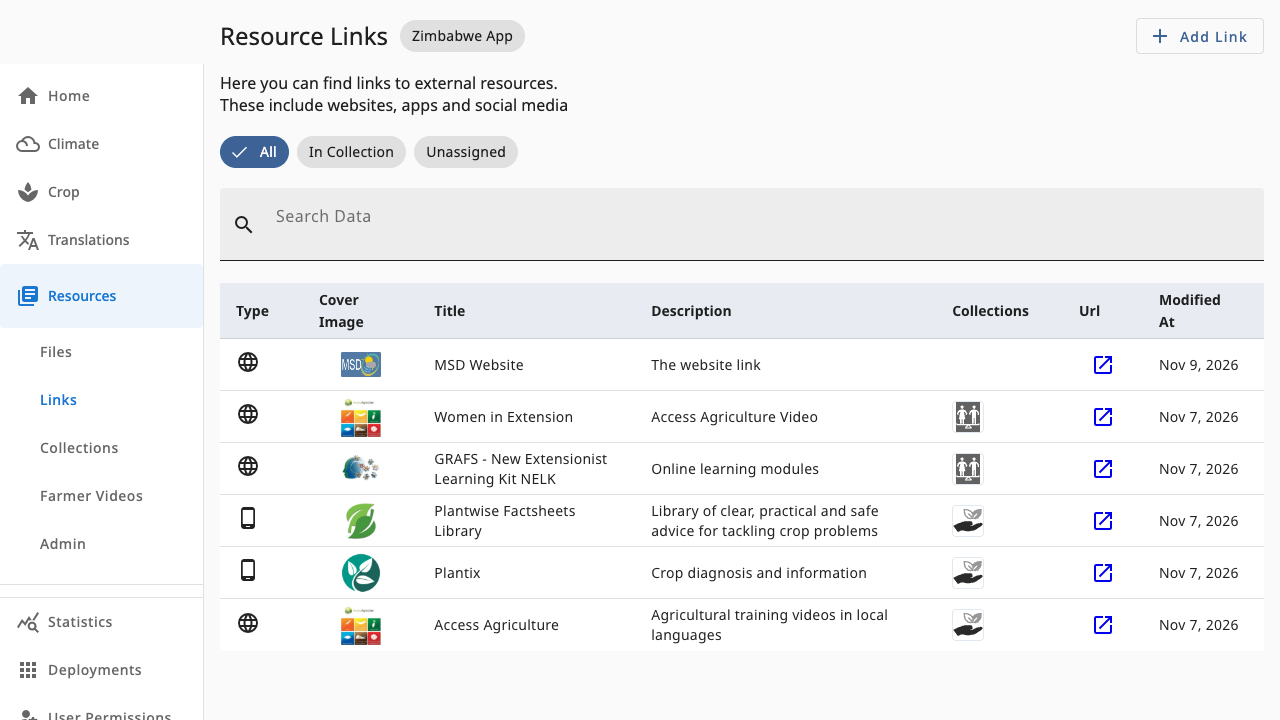 Resource Links
Zimbabwe App
Add Link
Here you can find links to external resources.
These include websites, apps and social media
All
In Collection
Unassigned
Search Data
Home
Climate
Crop
Translations
Resources
Files
Links
Collections
Farmer Videos
Admin
Statistics
Deployments
User Permissions
Type
Cover
Image
Title
Description
Collections
Url
Modified
At
MSD
MSD Website
The website link
Nov 9, 2026
Women in Extension
Access Agriculture Video
Nov 7, 2026
GRAFS - New Extensionist
Learning Kit NELK
Online learning modules
Nov 7, 2026
Plantwise Factsheets
Library
Library of clear, practical and safe
advice for tackling crop problems
Nov 7, 2026
Plantix
Crop diagnosis and information
Nov 7, 2026
Access Agriculture
Agricultural training videos in local
languages
Nov 7, 2026